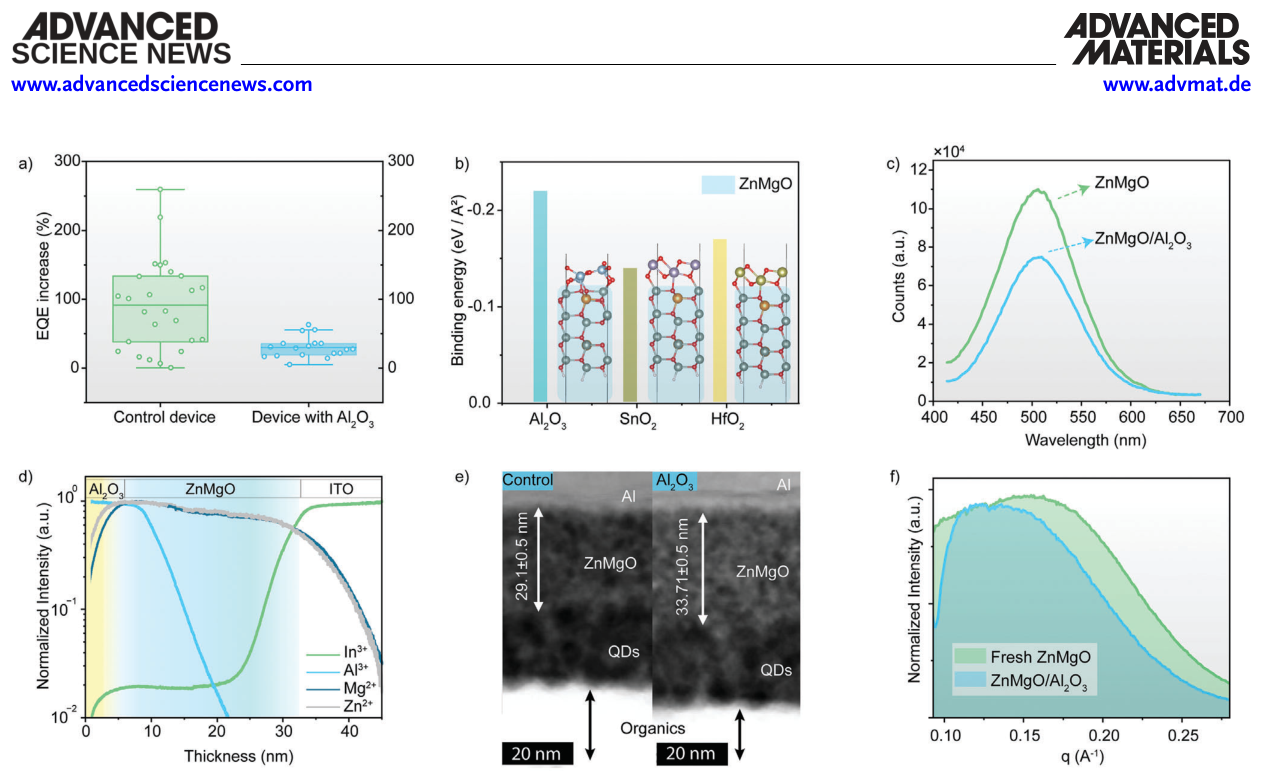 ADVANCED
SCIENCE NEWS
www.advancedsciencenews.com
ADVANCED
MATERIALS
www.advmat.de
a)
300
200
100
0
EQE increase (%)
300
200
100
0
Control device
Device with Al₂O₃
b)
Binding energy (eV / A²)
-0.2
-0.1
0.0
ZnMgO
Al₂O₃
SnO₂
HfO₂
c)
×10⁴
Counts (a.u.)
12
10
8
6
4
2
0
ZnMgO
ZnMgO/Al₂O₃
400
450
500
550
600
650
700
Wavelength (nm)
d)
Normalized Intensity (a.u.)
10⁰
10⁻¹
10⁻²
Al₂O₃
ZnMgO
ITO
In³⁺
Al³⁺
Mg²⁺
Zn²⁺
0
10
20
30
40
Thickness (nm)
e)
Control
Al
29.1±0.5 nm
ZnMgO
QDs
Al₂O₃
Al
33.71±0.5 nm
ZnMgO
QDs
Organics
20 nm
20 nm
f)
Normalized Intensity (a.u.)
Fresh ZnMgO
ZnMgO/Al₂O₃
0.10
0.15
0.20
0.25
q (A⁻¹)